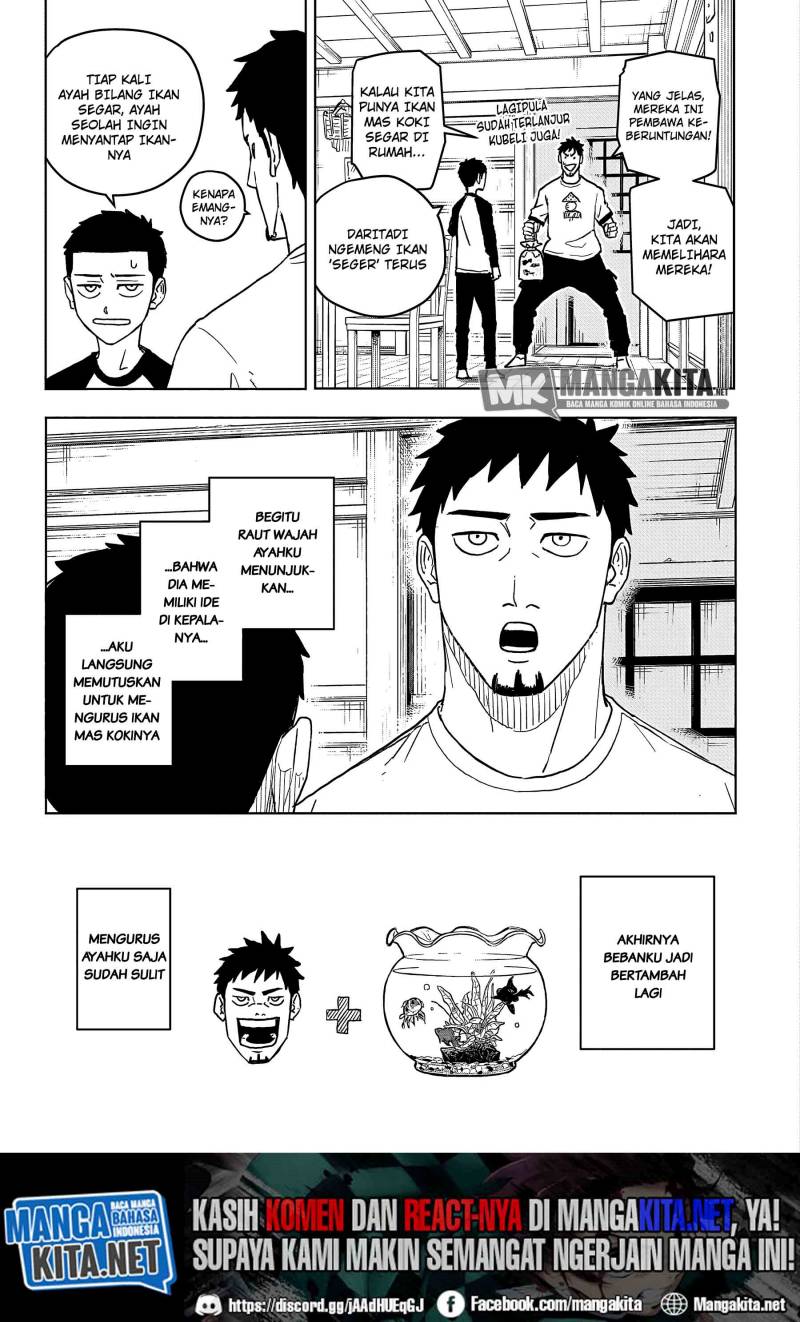 YANG JELAS,
MEREKA INI
PEMBAWA KE-
BERUNTUNGAN!
JADI,
KITA AKAN
MEMELIHARA
MEREKA!
LAGIPULA
SUDAH TERLANJUR
KUBELI JUGA!
KALAU KITA
PUNYA IKAN
MAS KOKI
SEGAR DI
RUMAH...
DARITADI
NGEMENG IKAN
'SEGER' TERUS
KENAPA
EMANG-
NYA?
TIAP KALI
AYAH BILANG IKAN
SEGAR, AYAH
SEOLAH INGIN
MENYANTAP IKAN-
NYA
MK MANGAKITA.NET
BACA MANGA KOMIK ONLINE BAHASA INDONESIA
BEGITU
RAUT WAJAH
AYAHKU
MENUNJUK-
KAN...
...BAHWA
DIA ME-
MILIKI IDE
DI KEPALA-
NYA...
...AKU
LANGSUNG
MEMUTUSKAN
UNTUK ME-
NGURUS IKAN
MAS KOKINYA
AKHIRNYA
BEBANKU JADI
BERTAMBAH
LAGI
MENGURUS
AYAHKU SAJA
SUDAH SULIT
MANGA
BACA MANGA
BAHASA
INDONESIA
KITA.NET
KASIH KOMEN DAN REACT-NYA DI MANGAKITA.NET, YA!
SUPAYA KAMI MAKIN SEMANGAT NGERJAIN MANGA INI!
https://discord.gg/jAAdHUEqGJ Facebook.com/mangakita Mangakita.net